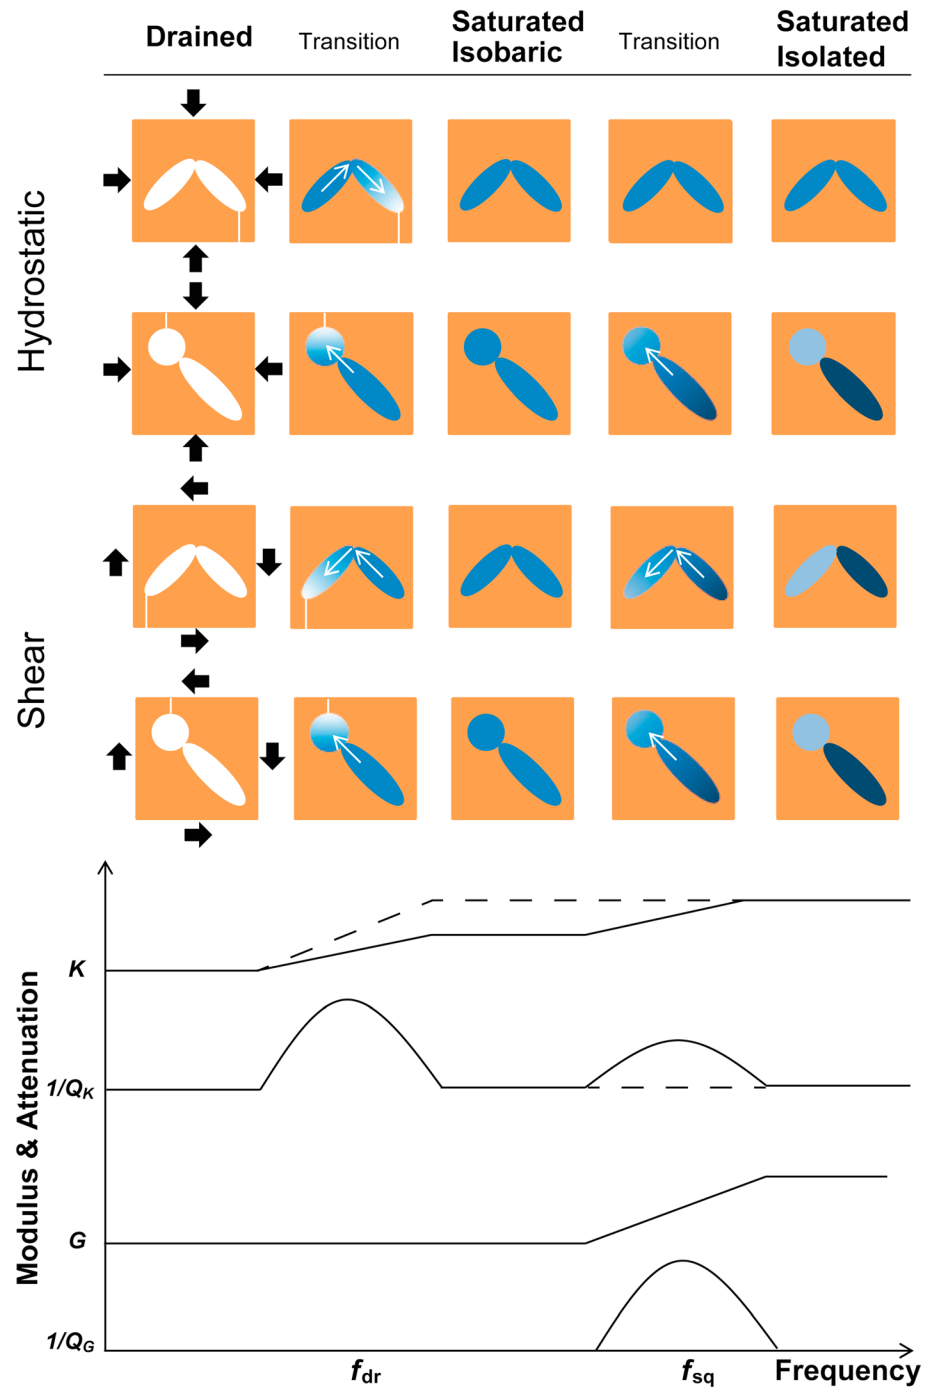 Drained
Transition
Saturated
Isobaric
Transition
Saturated
Isolated
Hydrostatic
Shear
Modulus & Attenuation
K
1/QK
G
1/QG
fdr
fsq
Frequency